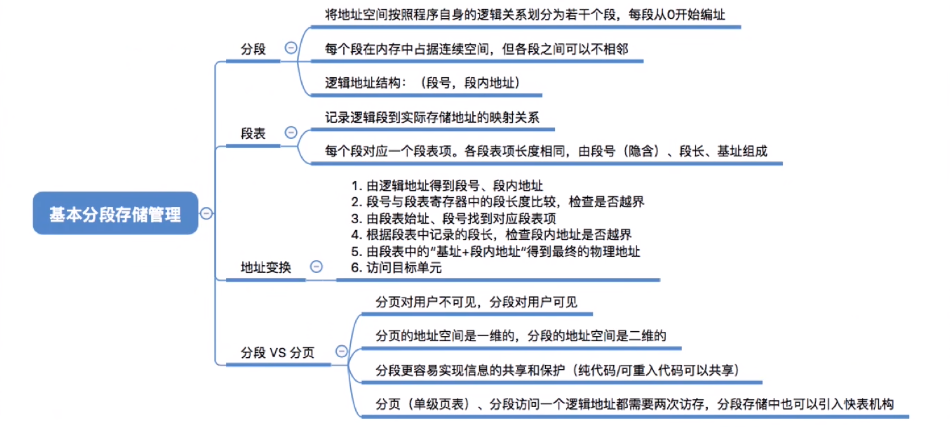 基本分段存储管理
分段
将地址空间按照程序自身的逻辑关系划分为若干个段，每段从0开始编址
每个段在内存中占据连续空间，但各段之间可以不相邻
逻辑地址结构：（段号，段内地址）
段表
记录逻辑段到实际存储地址的映射关系
每个段对应一个段表项。各段表项长度相同，由段号（隐含）、段长、基址组成
地址变换
1. 由逻辑地址得到段号、段内地址
2. 段号与段表寄存器中的段长度比较，检查是否越界
3. 由段表始址、段号找到对应段表项
4. 根据段表中记录的段长，检查段内地址是否越界
5. 由段表中的“基址+段内地址”得到最终的物理地址
6. 访问目标单元
分段 VS 分页
分页对用户不可见，分段对用户可见
分页的地址空间是一维的，分段的地址空间是二维的
分段更容易实现信息的共享和保护（纯代码/可重入代码可以共享）
分页（单级页表）、分段访问一个逻辑地址都需要两次访存，分段存储中也可以引入快表机构